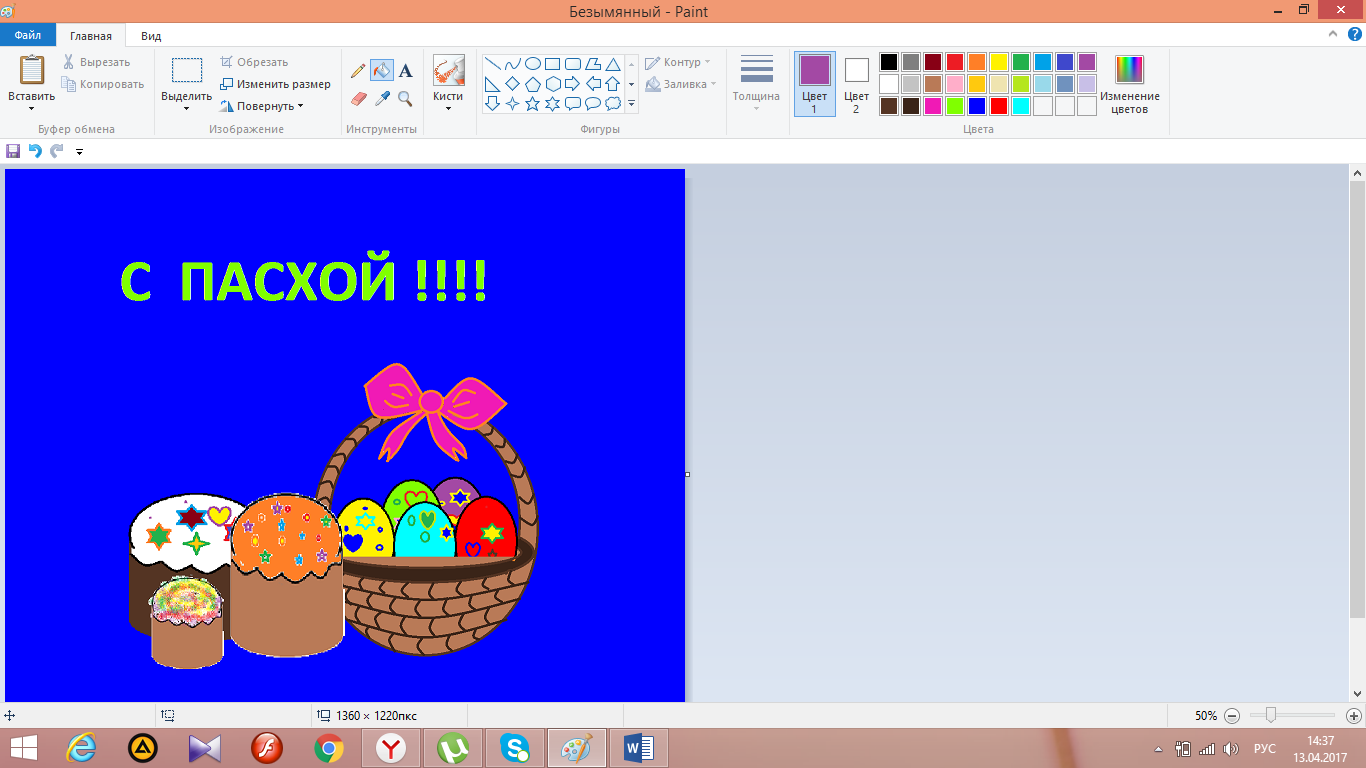 Безымянный - Paint
Файл
Главная
Вид
Вставить
Вырезать
Копировать
Буфер обмена
Выделить
Обрезать
Изменить размер
Повернуть
Изображение
A
Инструменты
Кисти
Контур
Заливка
Фигуры
Толщина
Цвет
1
Цвет
2
Изменение
цветов
Цвета
С ПАСХОЙ !!!!
1360 × 1220пкс
50%
РУС
14:37
13.04.2017